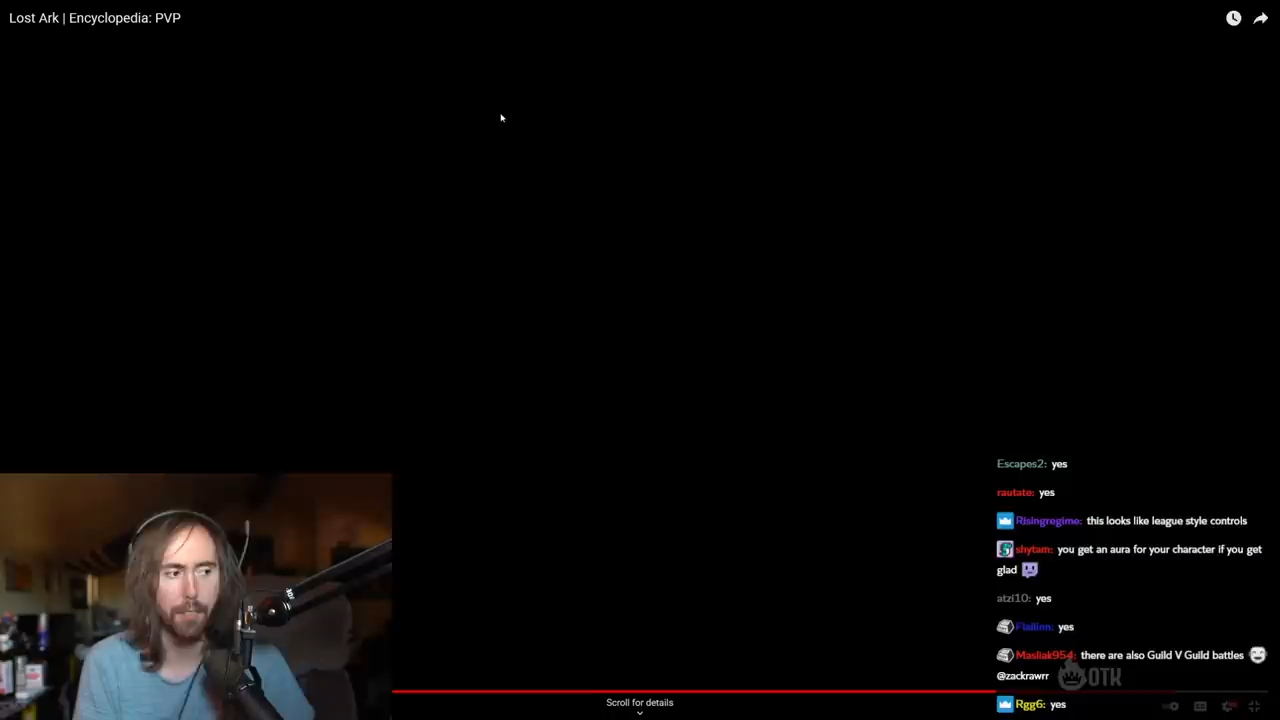 Lost Ark | Encyclopedia: PVP
Escapes2: yes
rautate: yes
Risingregime: this looks like league style controls
shytam: you get an aura for your character if you get
glad
atzi10: yes
Flailinn: yes
Masliak954: there are also Guild V Guild battles
@zackrawrr
OTK
Scroll for details
Rgg6: yes